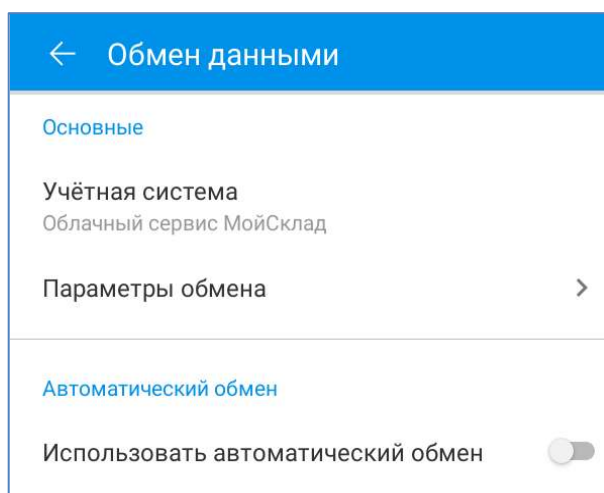 Обмен данными
Основные
Учётная система
Облачный сервис МойСклад
Параметры обмена
Автоматический обмен
Использовать автоматический обмен